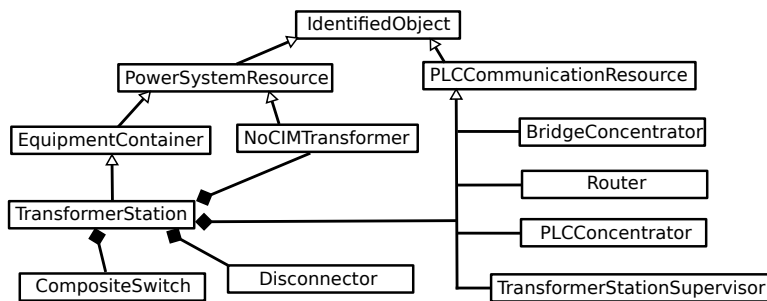 IdentifiedObject
PowerSystemResource
PLCCommunicationResource
EquipmentContainer
NoCIMTransformer
BridgeConcentrator
Router
TransformerStation
PLCConcentrator
CompositeSwitch
Disconnector
TransformerStationSupervisor